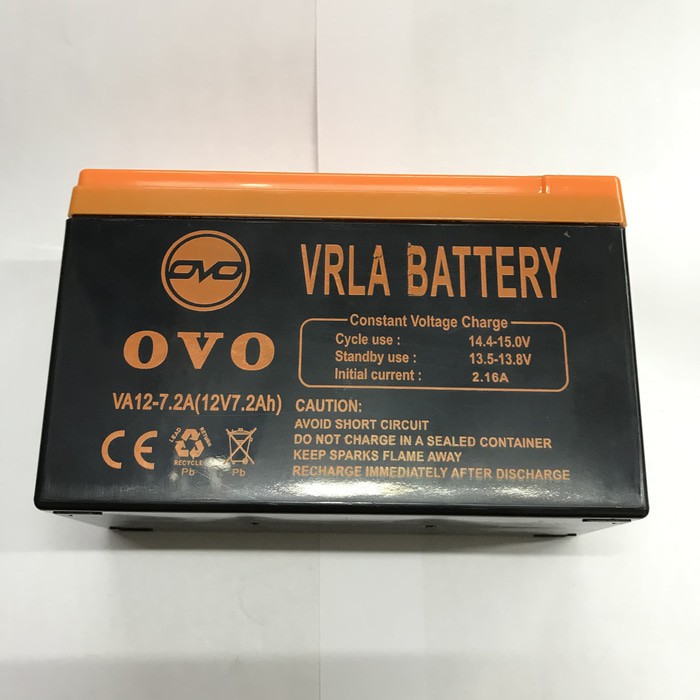 OVO
VRLA BATTERY
OVO
Constant Voltage Charge
Cycle use : 14.4-15.0V
Standby use : 13.5-13.8V
Initial current : 2.16A
VA12-7.2A(12V7.2Ah)
CAUTION:
AVOID SHORT CIRCUIT
DO NOT CHARGE IN A SEALED CONTAINER
KEEP SPARKS FLAME AWAY
RECHARGE IMMEDIATELY AFTER DISCHARGE
CE
LEAD RETURN
RECYCLE
Pb
Pb